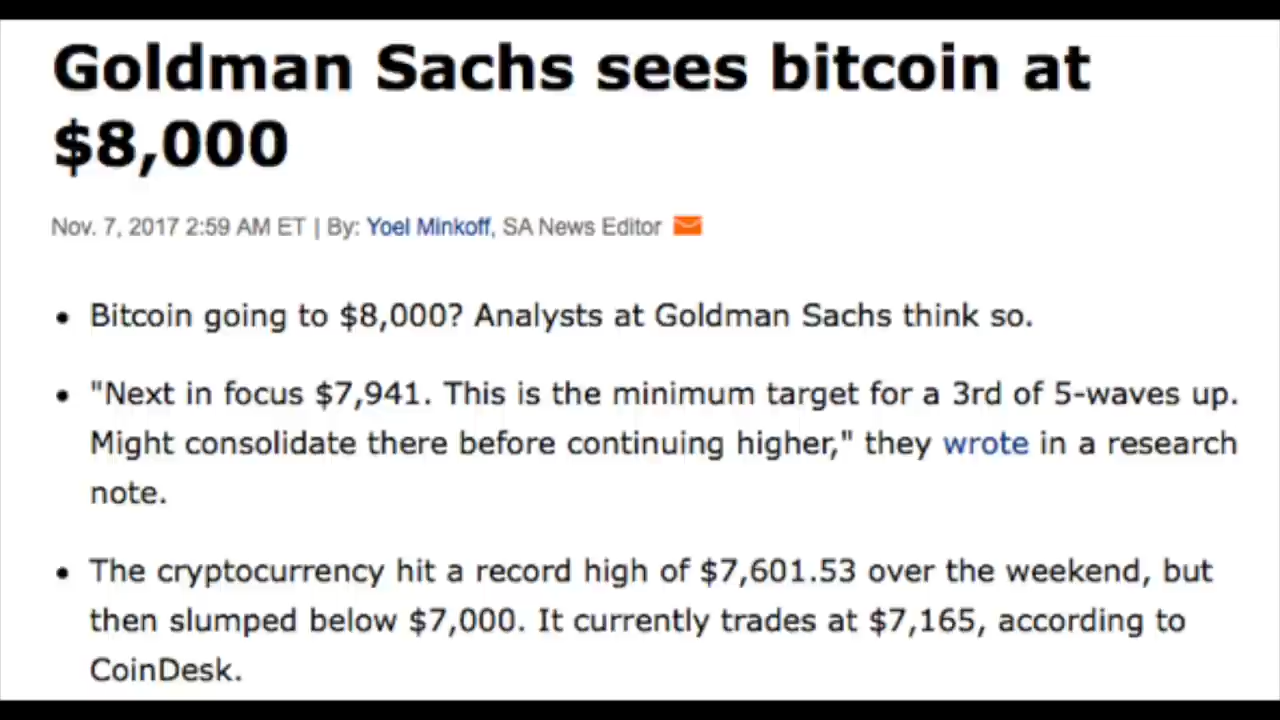 Goldman Sachs sees bitcoin at
$8,000
Nov. 7, 2017 2:59 AM ET | By: Yoel Minkoff, SA News Editor
• Bitcoin going to $8,000? Analysts at Goldman Sachs think so.
• "Next in focus $7,941. This is the minimum target for a 3rd of 5-waves up.
Might consolidate there before continuing higher," they wrote in a research
note.
• The cryptocurrency hit a record high of $7,601.53 over the weekend, but
then slumped below $7,000. It currently trades at $7,165, according to
CoinDesk.